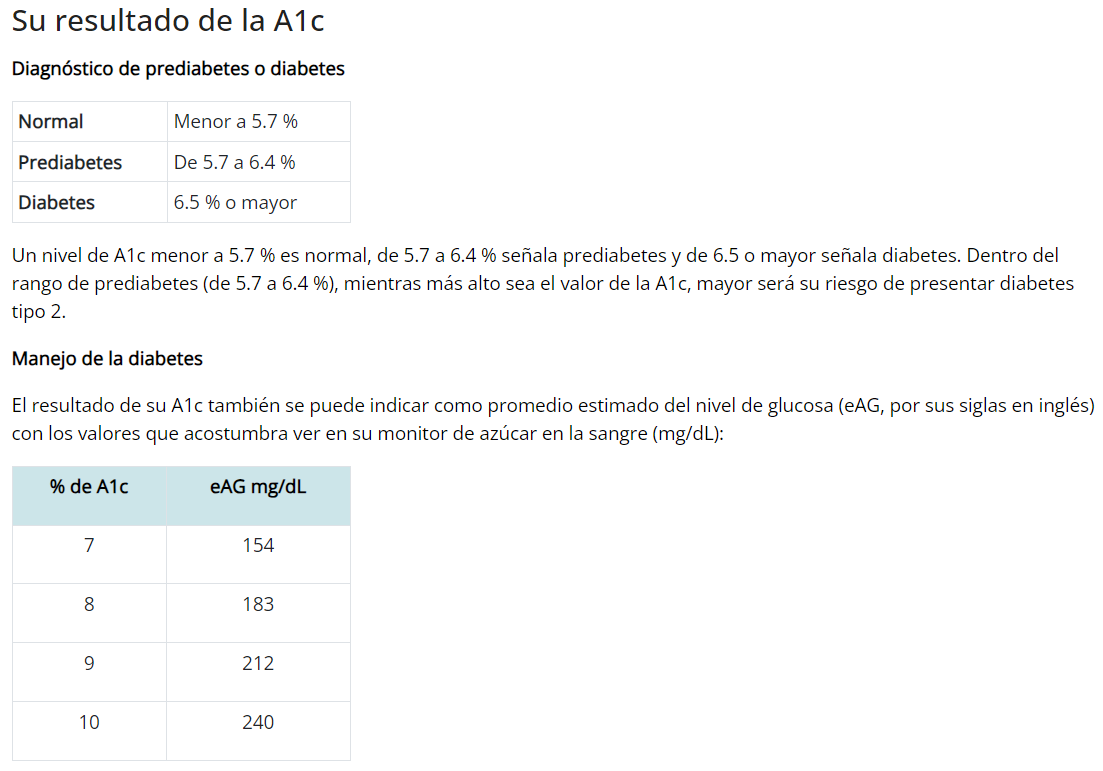 Su resultado de la A1c
Diagnóstico de prediabetes o diabetes
Normal Menor a 5.7 %
Prediabetes De 5.7 a 6.4 %
Diabetes 6.5 % o mayor
Un nivel de A1c menor a 5.7 % es normal, de 5.7 a 6.4 % señala prediabetes y de 6.5 o mayor señala diabetes. Dentro del
rango de prediabetes (de 5.7 a 6.4 %), mientras más alto sea el valor de la A1c, mayor será su riesgo de presentar diabetes
tipo 2.
Manejo de la diabetes
El resultado de su A1c también se puede indicar como promedio estimado del nivel de glucosa (eAG, por sus siglas en inglés)
con los valores que acostumbra ver en su monitor de azúcar en la sangre (mg/dL):
% de A1c eAG mg/dL
7 154
8 183
9 212
10 240